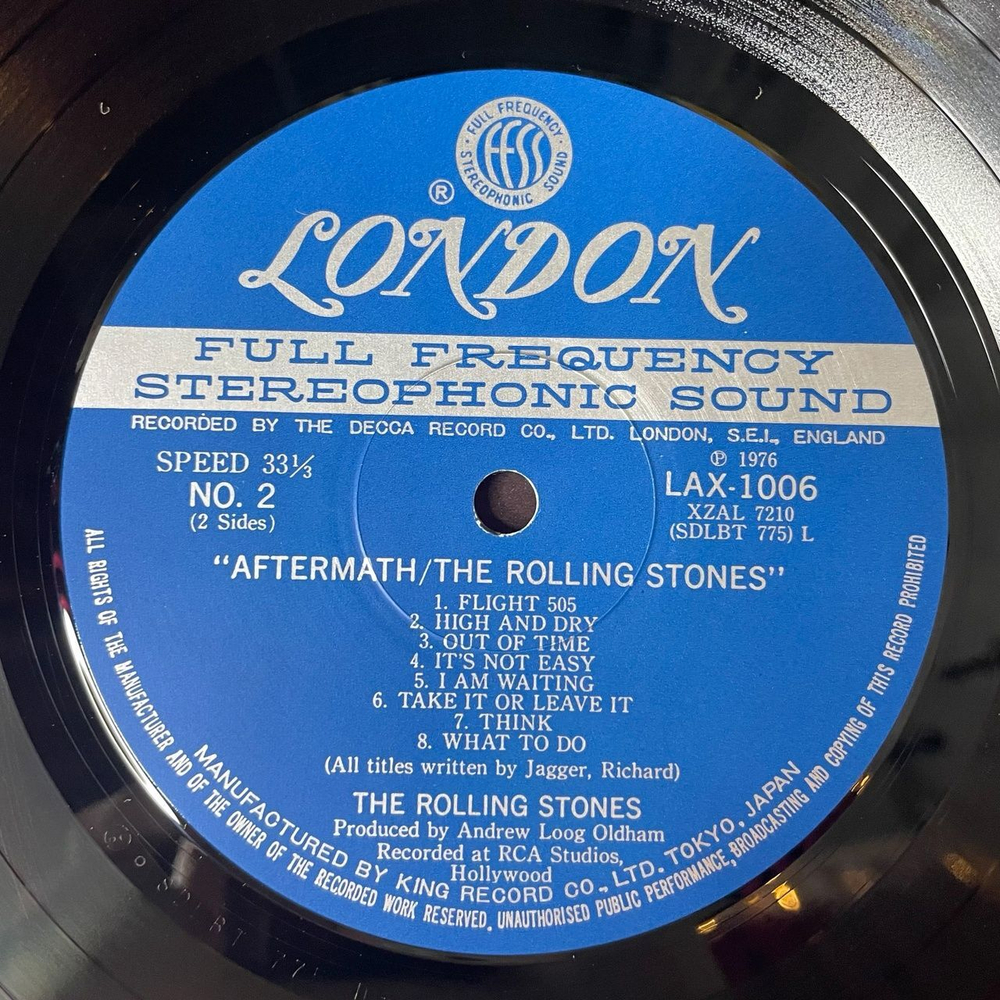 FULL FREQUENCY
FFSS
STEREOPHONIC SOUND
®
LONDON
FULL FREQUENCY
STEREOPHONIC SOUND
RECORDED BY THE DECCA RECORD CO., LTD. LONDON, S.E.I., ENGLAND
SPEED 33⅓
NO. 2
(2 Sides)
℗ 1976
LAX-1006
XZAL 7210
(SDLBT 775) L
"AFTERMATH/THE ROLLING STONES"
1. FLIGHT 505
2. HIGH AND DRY
3. OUT OF TIME
4. IT'S NOT EASY
5. I AM WAITING
6. TAKE IT OR LEAVE IT
7. THINK
8. WHAT TO DO
(All titles written by Jagger, Richard)
THE ROLLING STONES
Produced by Andrew Loog Oldham
Recorded at RCA Studios,
Hollywood
MANUFACTURED BY KING RECORD CO., LTD. TOKYO, JAPAN
ALL RIGHTS OF THE MANUFACTURER AND OF THE OWNER OF THE RECORDED WORK RESERVED. UNAUTHORISED PUBLIC PERFORMANCE, BROADCASTING AND COPYING OF THIS RECORD PROHIBITED